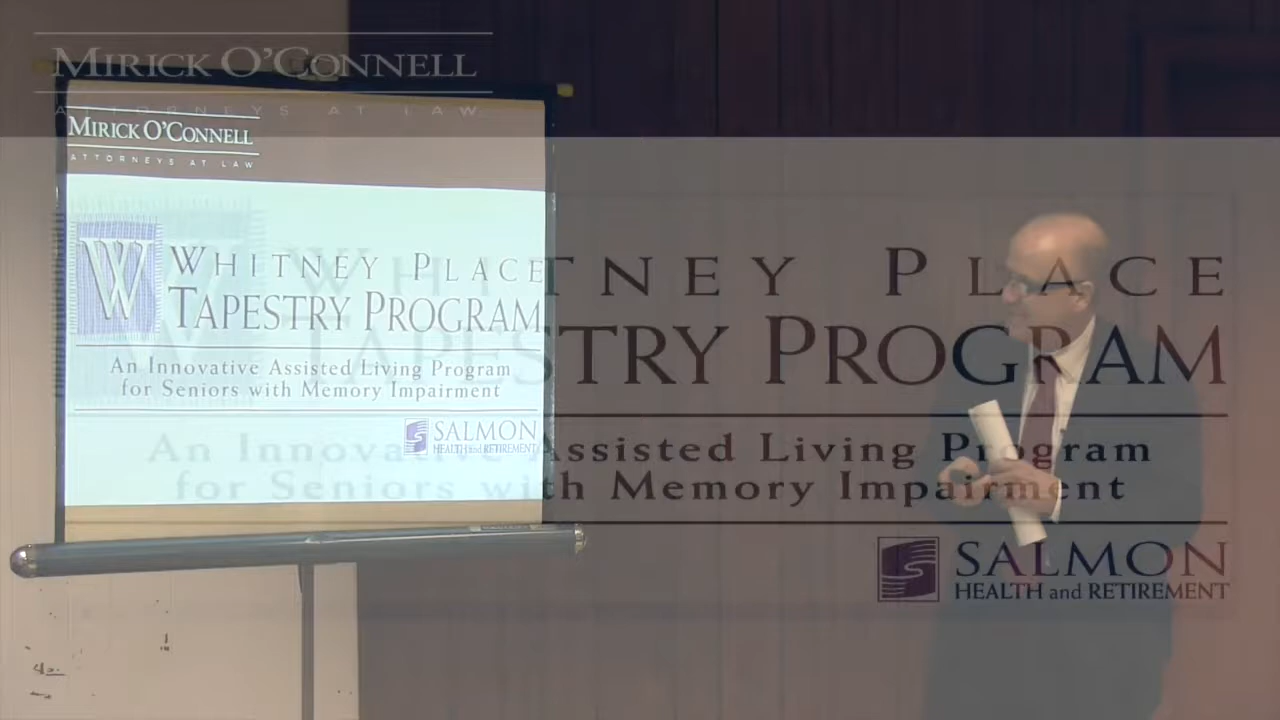 MIRICK O'CONNELL
ATTORNEYS AT LAW
MIRICK O'CONNELL
ATTORNEYS AT LAW
W WHITNEY PLACE
TAPESTRY PROGRAM
An Innovative Assisted Living Program
for Seniors with Memory Impairment
SALMON
HEALTH and RETIREMENT
WHITNEY PLACE
TAPESTRY PROGRAM
An Innovative Assisted Living Program
for Seniors with Memory Impairment
SALMON
HEALTH and RETIREMENT